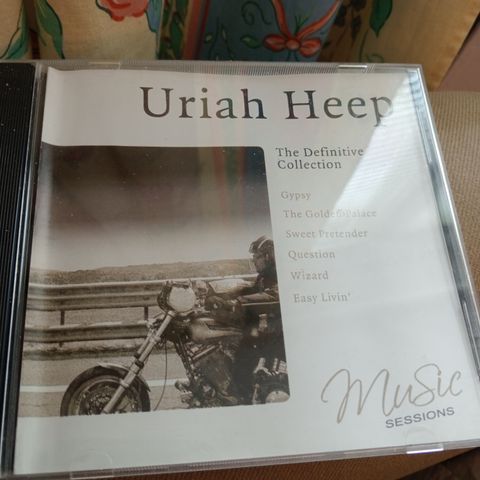 Uriah Heep
The Definitive
Collection
Gypsy
The Golden Palace
Sweet Pretender
Question
Wizard
Easy Livin'
Music
SESSIONS